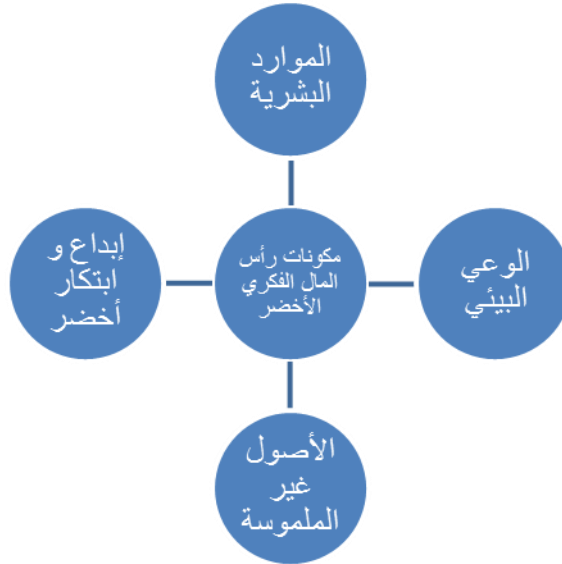 الموارد
البشرية
إبداع و
ابتكار
أخضر
مكونات رأس
المال الفكري
الأخضر
الوعي
البيئي
الأصول
غير
الملموسة